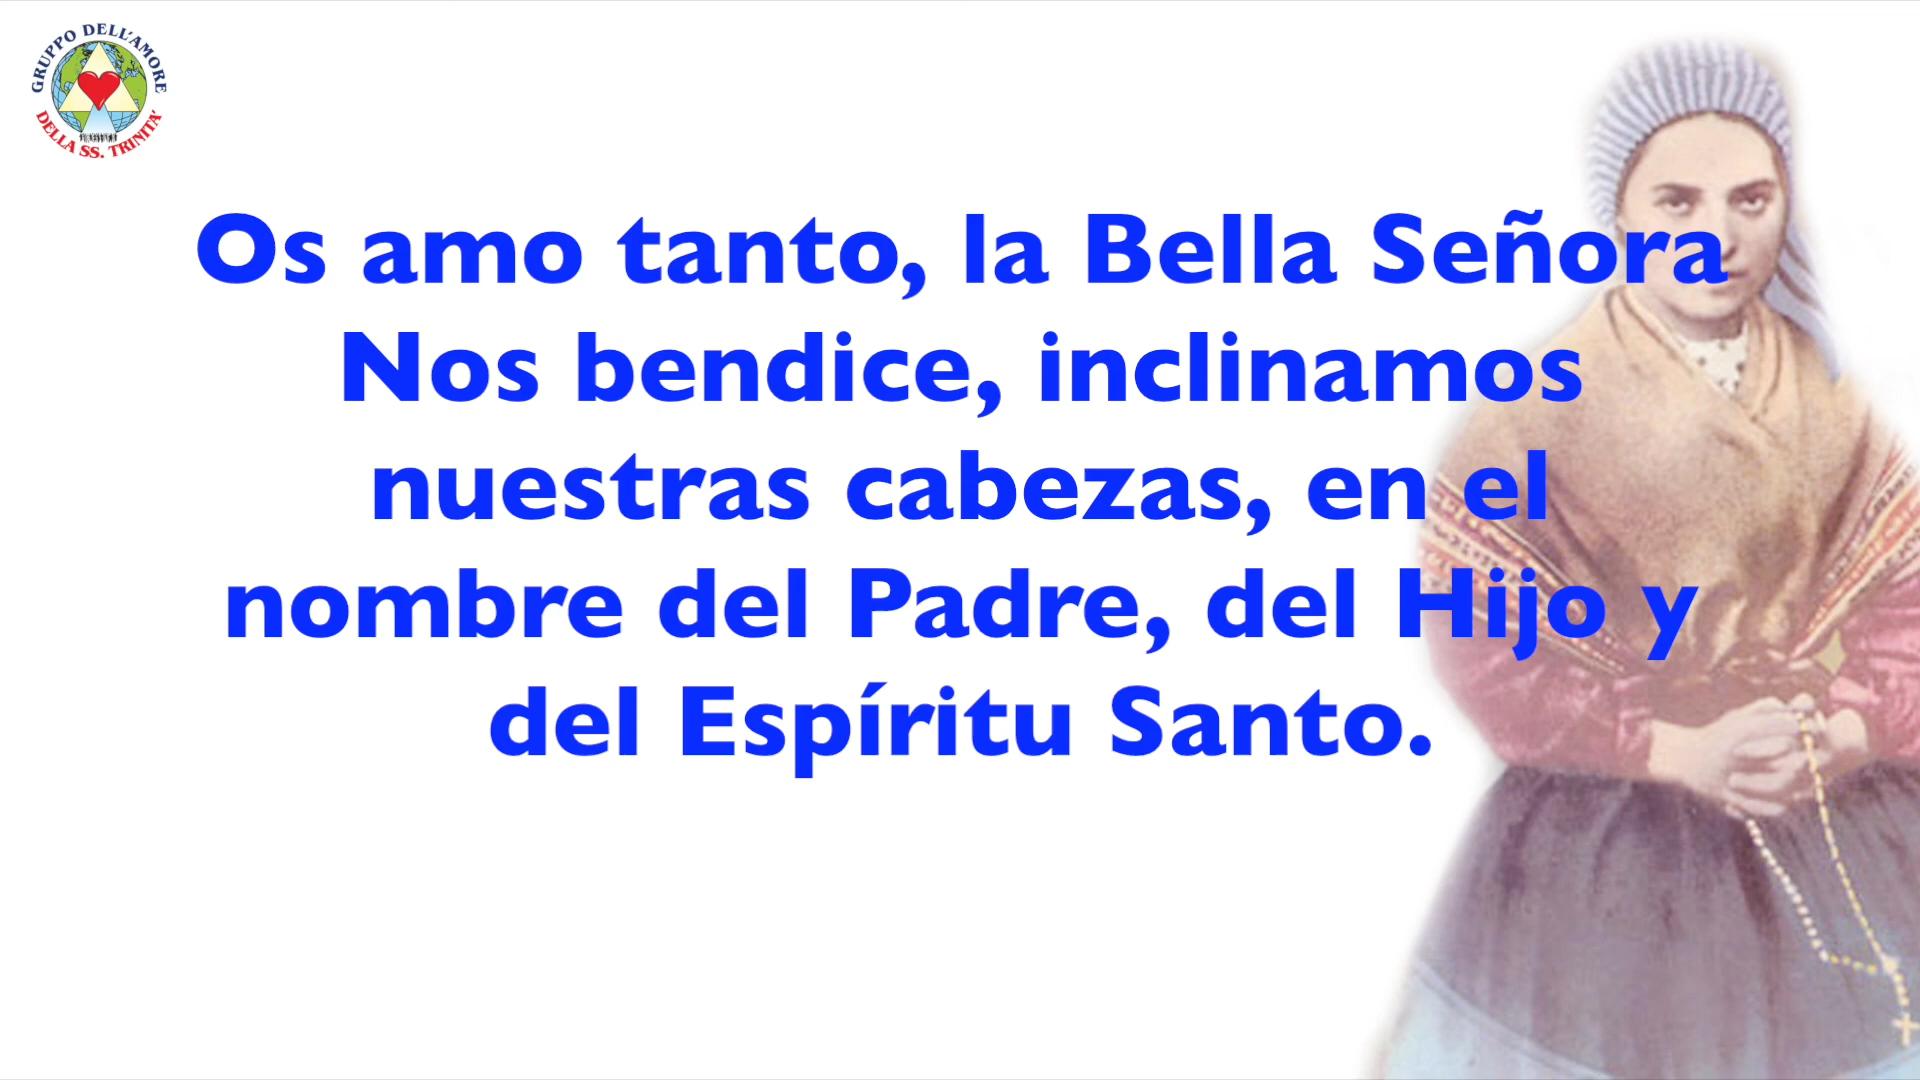 GRUPPO DELL'AMORE
DELLA SS. TRINITA'
Os amo tanto, la Bella Señora
Nos bendice, inclinamos
nuestras cabezas, en el
nombre del Padre, del Hijo y
del Espíritu Santo.